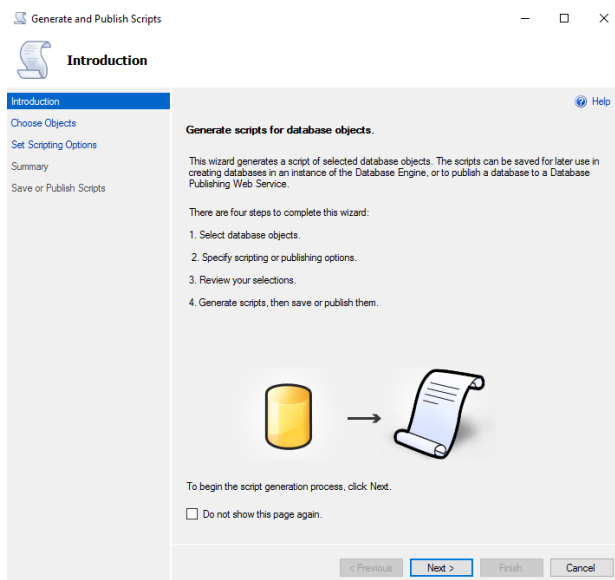 Generate and Publish Scripts
Introduction
Introduction
Choose Objects
Set Scripting Options
Summary
Save or Publish Scripts
Help
Generate scripts for database objects.
This wizard generates a script of selected database objects. The scripts can be saved for later use in
creating databases in an instance of the Database Engine, or to publish a database to a Database
Publishing Web Service.
There are four steps to complete this wizard:
1. Select database objects.
2. Specify scripting or publishing options.
3. Review your selections.
4. Generate scripts, then save or publish them.
To begin the script generation process, click Next.
Do not show this page again.
< Previous
Next >
Finish
Cancel